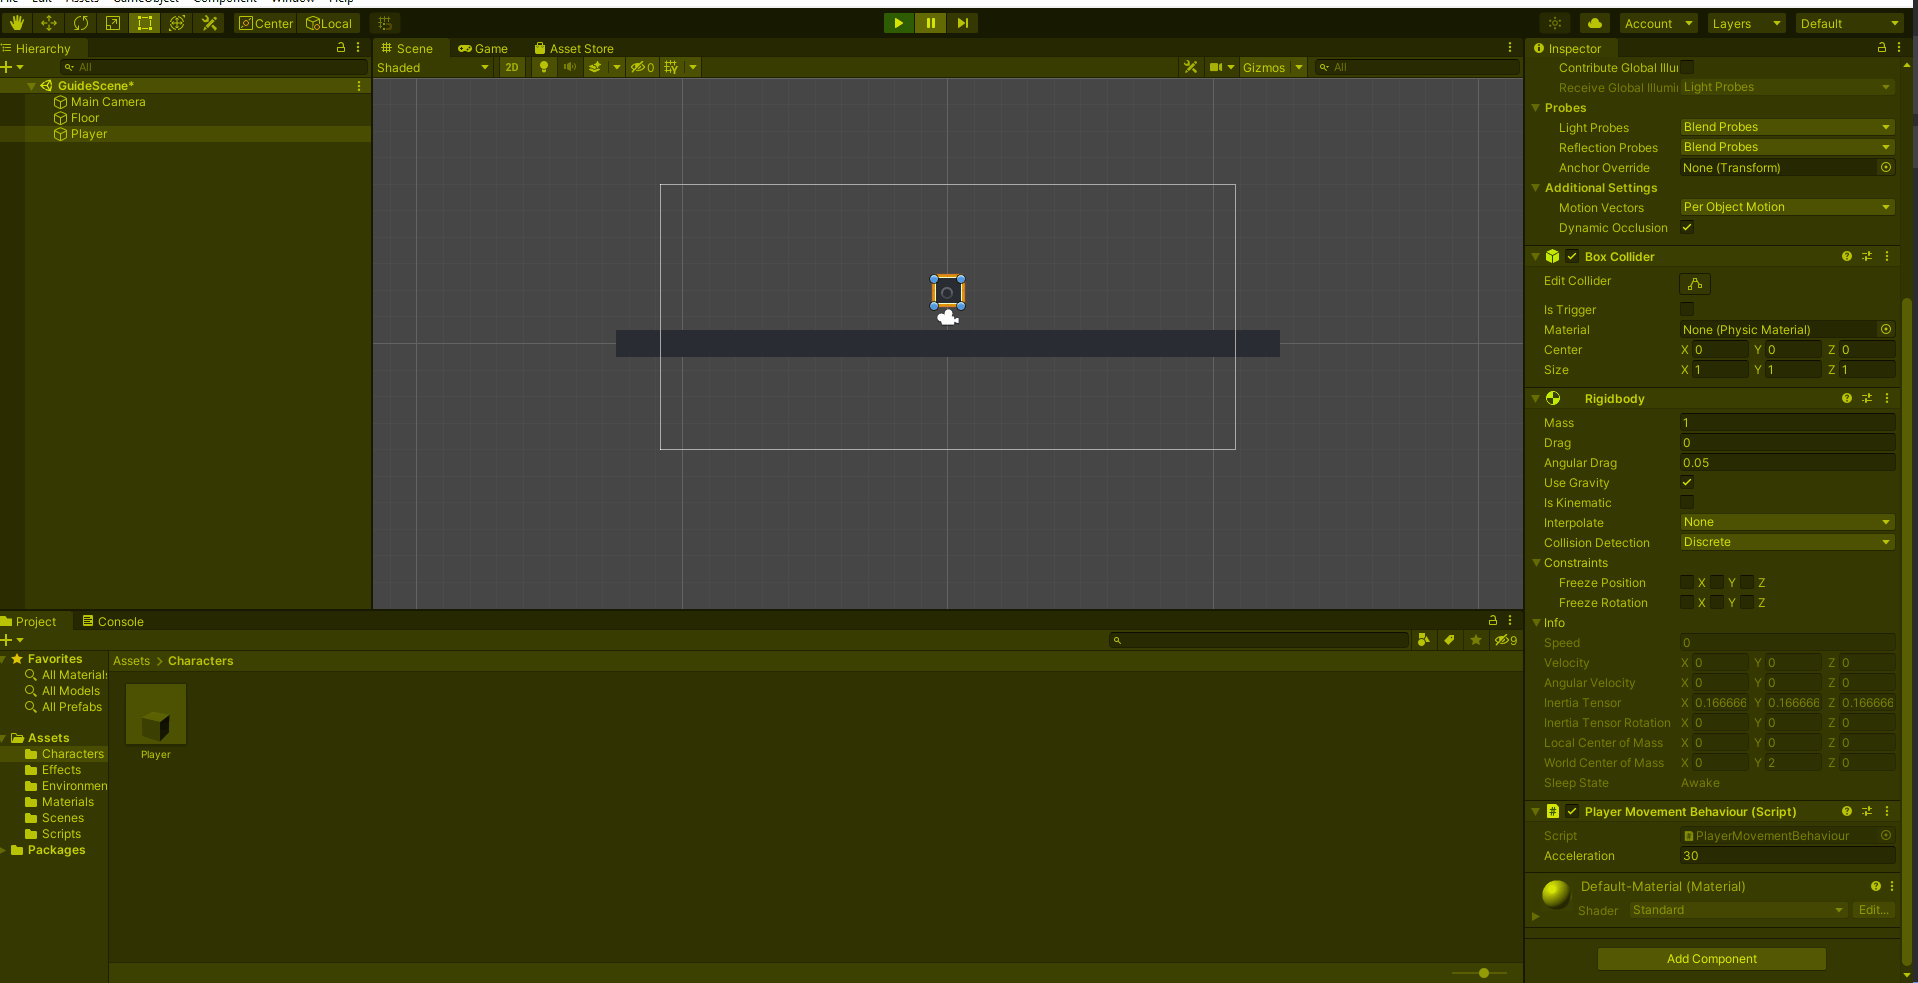 File Edit Assets GameObject Component Window Help
Center Local
Account Layers Default
Hierarchy
All
GuideScene*
Main Camera
Floor
Player
Scene Game Asset Store
Shaded 2D 0 Gizmos All
Inspector
Contribute Global Illu
Receive Global Illumi Light Probes
Probes
Light Probes Blend Probes
Reflection Probes Blend Probes
Anchor Override None (Transform)
Additional Settings
Motion Vectors Per Object Motion
Dynamic Occlusion
Box Collider
Edit Collider
Is Trigger
Material None (Physic Material)
Center X 0 Y 0 Z 0
Size X 1 Y 1 Z 1
Rigidbody
Mass 1
Drag 0
Angular Drag 0.05
Use Gravity
Is Kinematic
Interpolate None
Collision Detection Discrete
Constraints
Freeze Position X Y Z
Freeze Rotation X Y Z
Info
Speed 0
Velocity X 0 Y 0 Z 0
Angular Velocity X 0 Y 0 Z 0
Inertia Tensor X 0.166666 Y 0.166666 Z 0.166666
Inertia Tensor Rotation X 0 Y 0 Z 0
Local Center of Mass X 0 Y 0 Z 0
World Center of Mass X 0 Y 2 Z 0
Sleep State Awake
Player Movement Behaviour (Script)
Script PlayerMovementBehaviour
Acceleration 30
Default-Material (Material)
Shader Standard Edit...
Add Component
Project Console
9
Favorites
All Material
All Models
All Prefabs
Assets
Characters
Effects
Environmen
Materials
Scenes
Scripts
Packages
Assets > Characters
Player